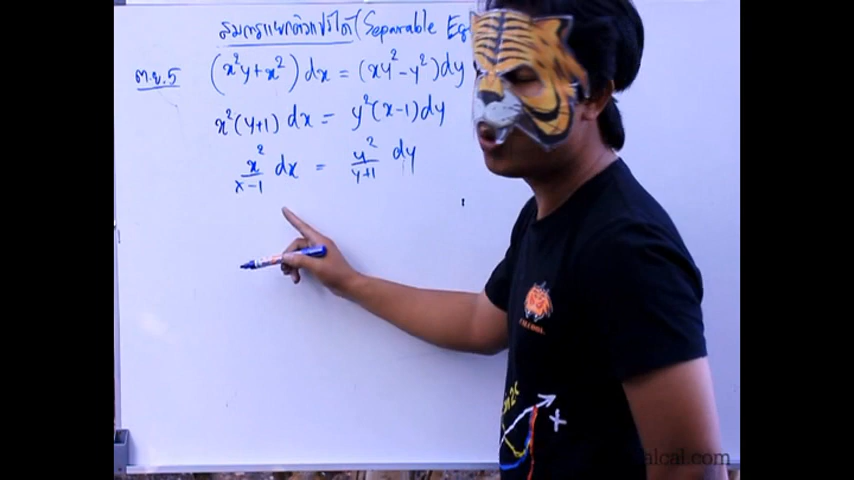 สมการแยกตัวแปรได้ (Separable Eq
ต.ย.5 (x²y+x²) dx = (xy²-y²)dy
x²(y+1) dx = y²(x-1)dy
x²/(x-1) dx = y²/(y+1) dy
x
alcal.com